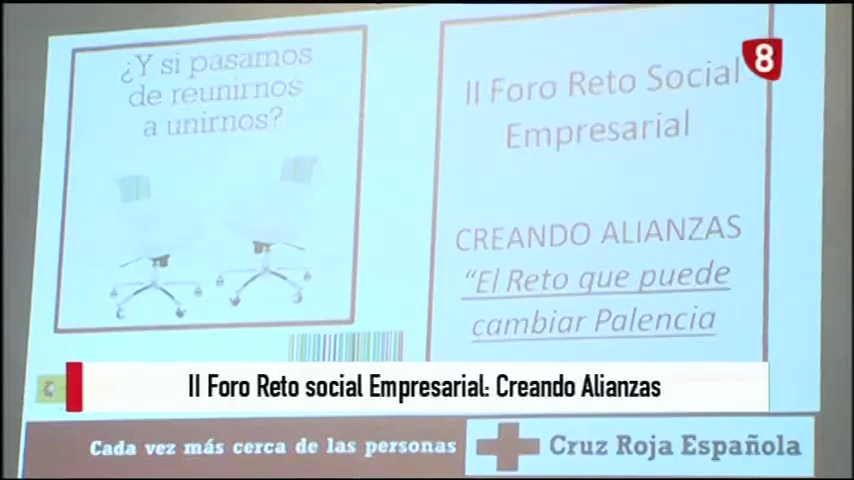 ¿Y si pasamos
de reunirnos
a unirnos?
II Foro Reto Social
Empresarial
CREANDO ALIANZAS
“El Reto que puede
cambiar Palencia
8
II Foro Reto social Empresarial: Creando Alianzas
Cada vez más cerca de las personas
Cruz Roja Española